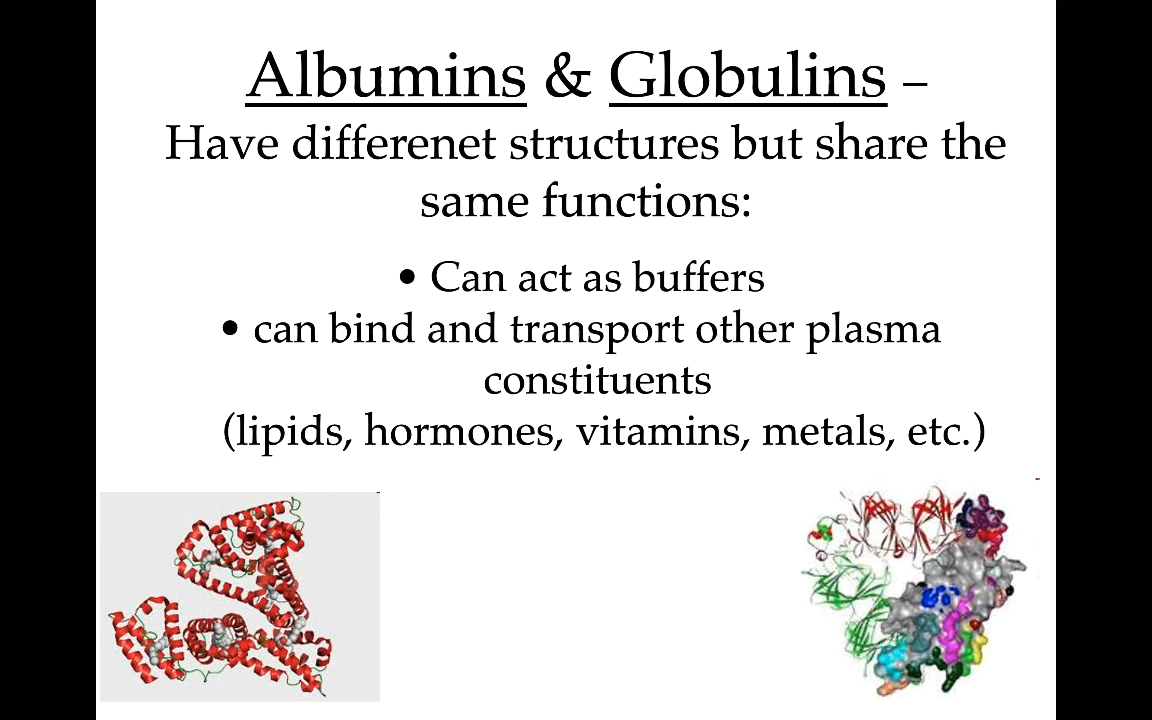 Albumins & Globulins –
Have differenet structures but share the
same functions:
• Can act as buffers
• can bind and transport other plasma
constituents
(lipids, hormones, vitamins, metals, etc.)